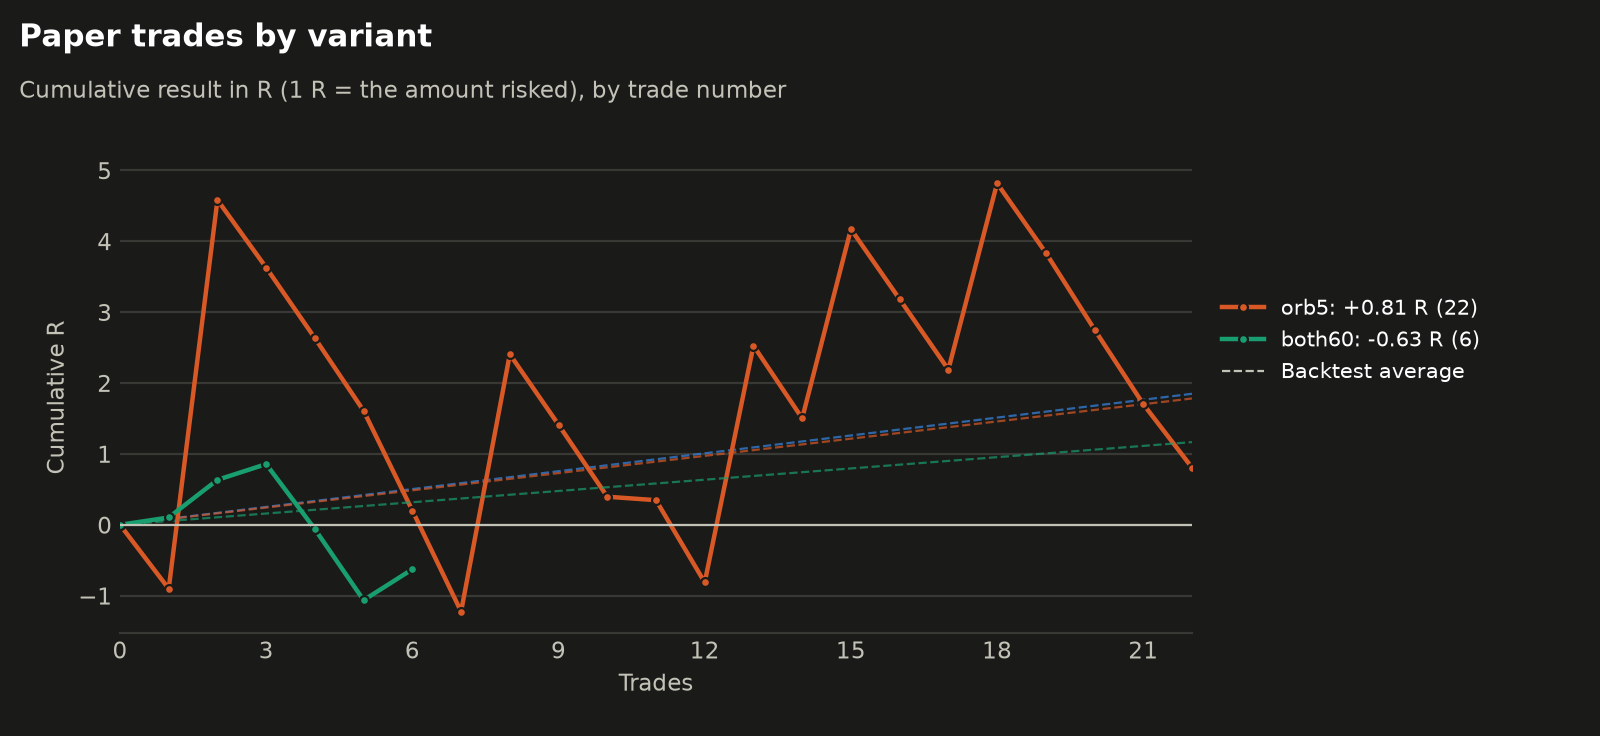 Paper trades by variant
Cumulative result in R (1 R = the amount risked), by trade number
5
4
3
2
1
0
−1
Cumulative R
0 3 6 9 12 15 18 21
Trades
orb5: +0.81 R (22)
both60: -0.63 R (6)
Backtest average